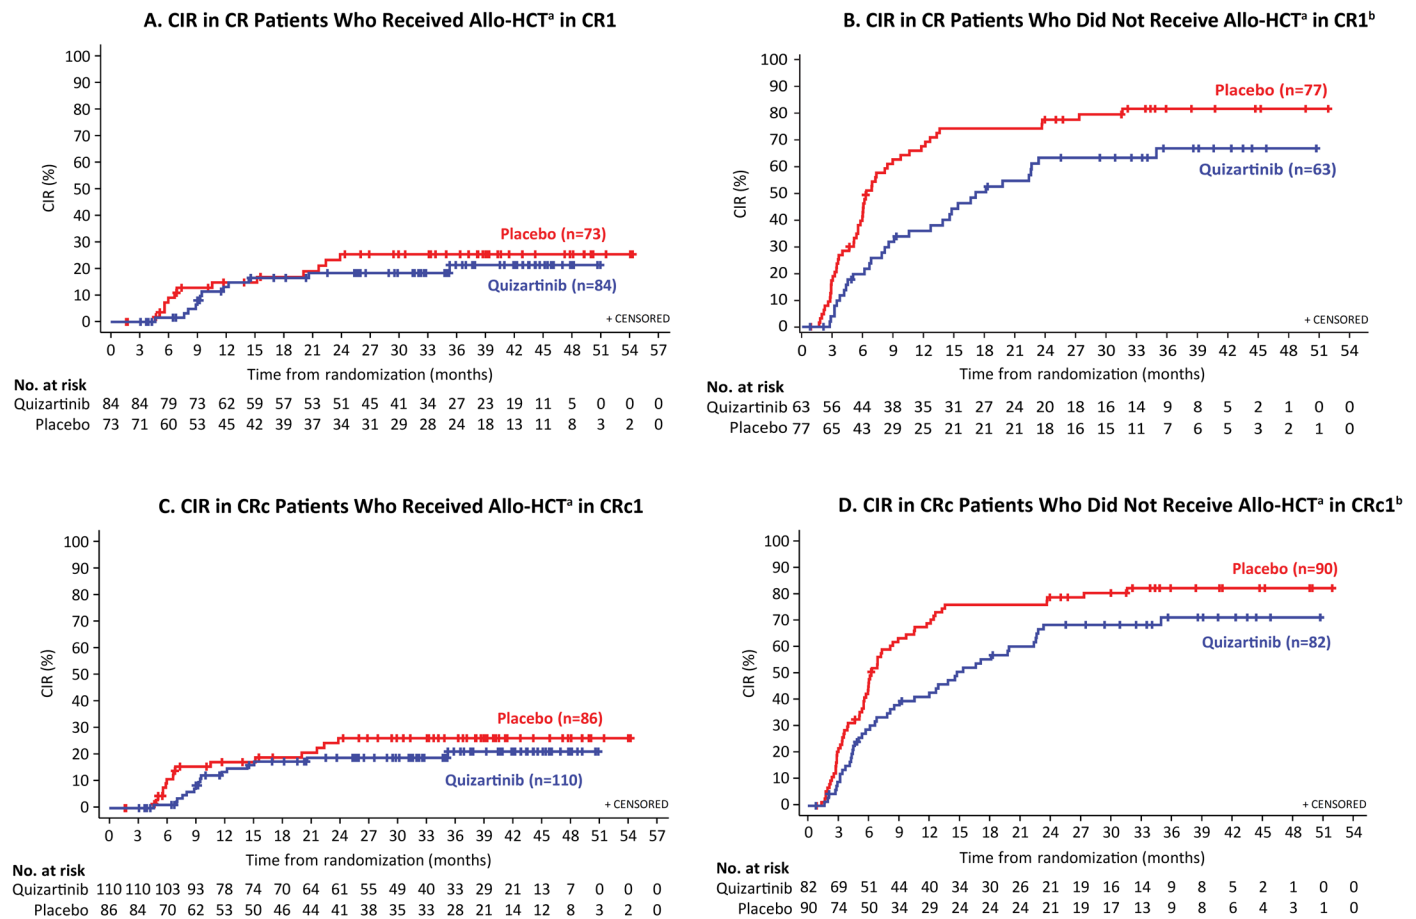 A. CIR in CR Patients Who Received Allo-HCTᵃ in CR1
100
90
80
70
60
50
40
30
20
10
0
CIR (%)
Placebo (n=73)
Quizartinib (n=84)
+ CENSORED
0 3 6 9 12 15 18 21 24 27 30 33 36 39 42 45 48 51 54 57
Time from randomization (months)
No. at risk
Quizartinib 84 84 79 73 62 59 57 53 51 45 41 34 27 23 19 11 5 0 0 0
Placebo 73 71 60 53 45 42 39 37 34 31 29 28 24 18 13 11 8 3 2 0
B. CIR in CR Patients Who Did Not Receive Allo-HCTᵃ in CR1ᵇ
100
90
80
70
60
50
40
30
20
10
0
CIR (%)
Placebo (n=77)
Quizartinib (n=63)
+ CENSORED
0 3 6 9 12 15 18 21 24 27 30 33 36 39 42 45 48 51 54
Time from randomization (months)
No. at risk
Quizartinib 63 56 44 38 35 31 27 24 20 18 16 14 9 8 5 2 1 0 0
Placebo 77 65 43 29 25 21 21 21 18 16 15 11 7 6 5 3 2 1 0
C. CIR in CRc Patients Who Received Allo-HCTᵃ in CRc1
100
90
80
70
60
50
40
30
20
10
0
CIR (%)
Placebo (n=86)
Quizartinib (n=110)
+ CENSORED
0 3 6 9 12 15 18 21 24 27 30 33 36 39 42 45 48 51 54 57
Time from randomization (months)
No. at risk
Quizartinib 110 110 103 93 78 74 70 64 61 55 49 40 33 29 21 13 7 0 0 0
Placebo 86 84 70 62 53 50 46 44 41 38 35 33 28 21 14 12 8 3 2 0
D. CIR in CRc Patients Who Did Not Receive Allo-HCTᵃ in CRc1ᵇ
100
90
80
70
60
50
40
30
20
10
0
CIR (%)
Placebo (n=90)
Quizartinib (n=82)
+ CENSORED
0 3 6 9 12 15 18 21 24 27 30 33 36 39 42 45 48 51 54
Time from randomization (months)
No. at risk
Quizartinib 82 69 51 44 40 34 30 26 21 19 16 14 9 8 5 2 1 0 0
Placebo 90 74 50 34 29 24 24 24 21 19 17 13 9 8 6 4 3 1 0